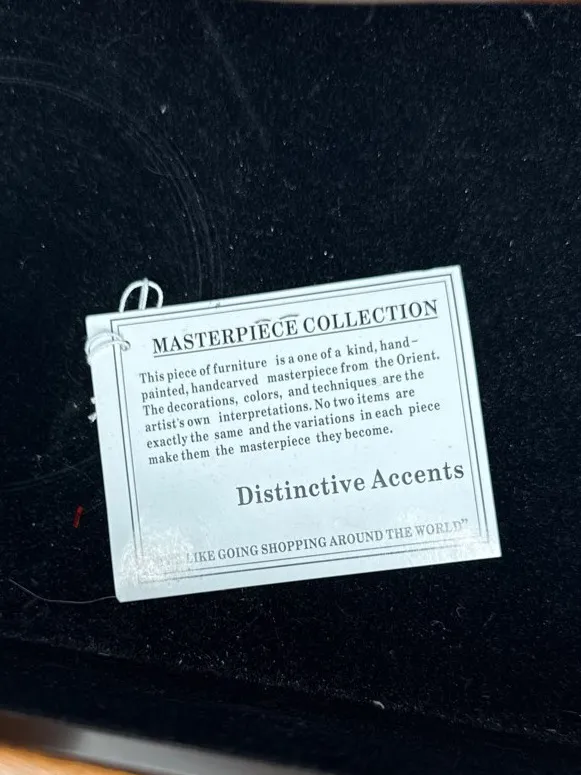 MASTERPIECE COLLECTION
This piece of furniture is a one of a kind, hand-
painted, handcarved masterpiece from the Orient.
The decorations, colors, and techniques are the
artist's own interpretations. No two items are
exactly the same and the variations in each piece
make them the masterpiece they become.
Distinctive Accents
LIKE GOING SHOPPING AROUND THE WORLD"